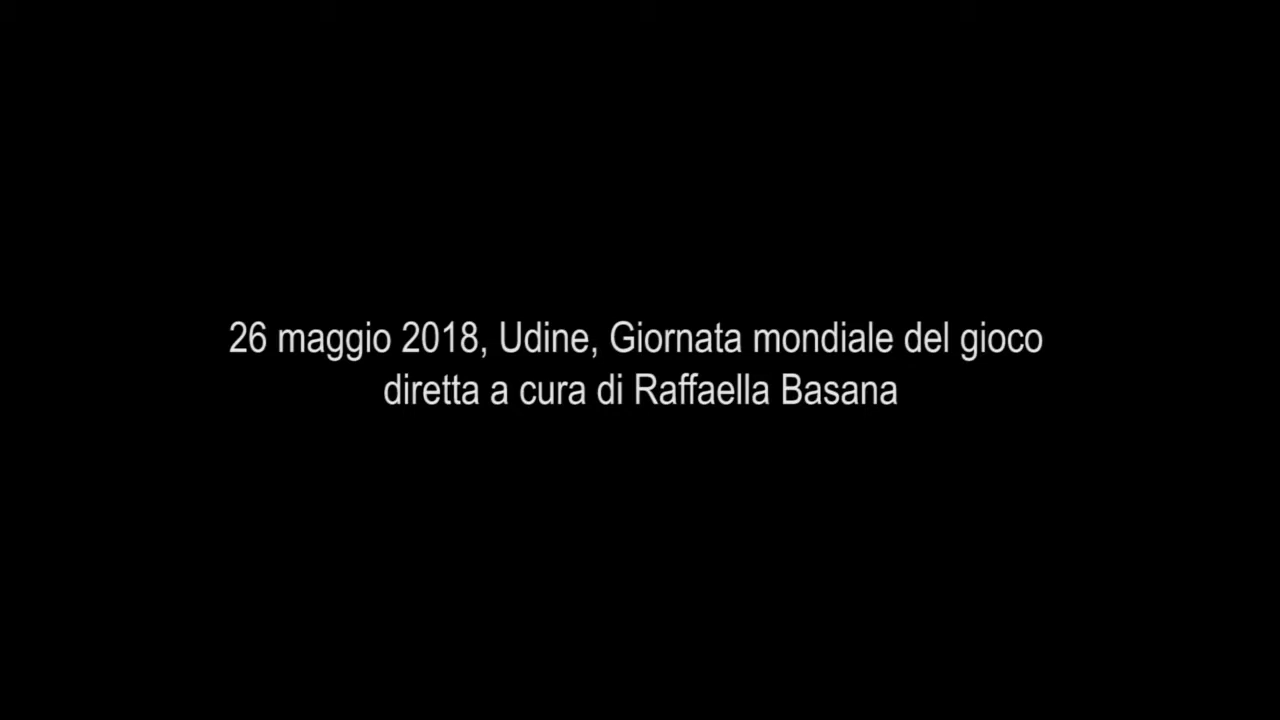 26 maggio 2018, Udine, Giornata mondiale del gioco
diretta a cura di Raffaella Basana